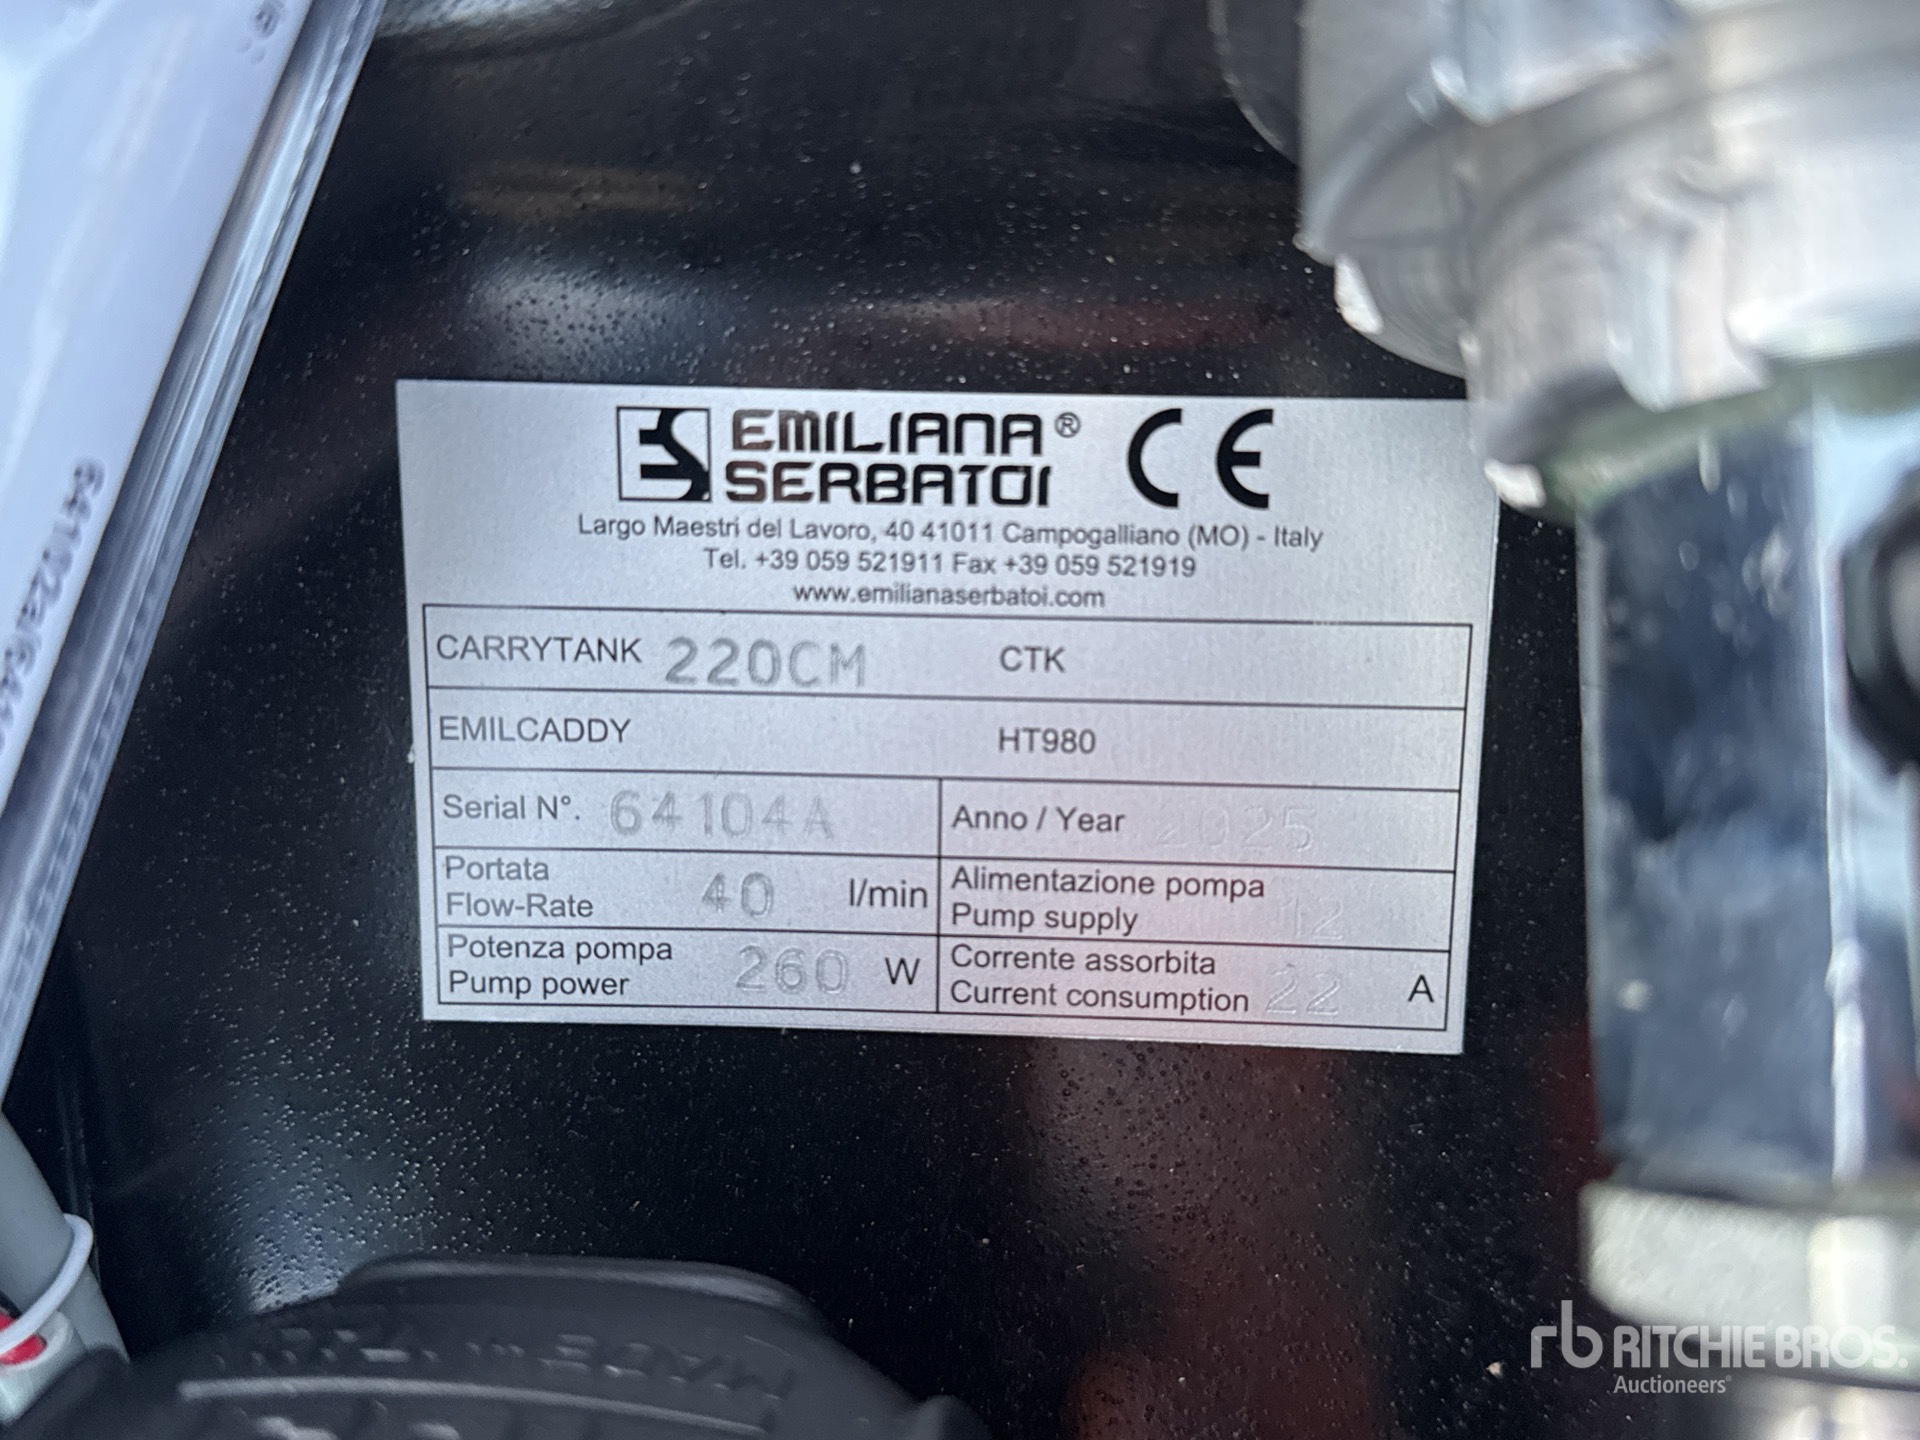 EMILIANA®
SERBATOI
CE
Largo Maestri del Lavoro, 40 41011 Campogalliano (MO) - Italy
Tel. +39 059 521911 Fax +39 059 521919
www.emilianaserbatoi.com
CARRYTANK 220CM CTK
EMILCADDY HT980
Serial N°. 64104A Anno / Year 2025
Portata
Flow-Rate 40 l/min
Alimentazione pompa
Pump supply 12
Potenza pompa
Pump power 260 W
Corrente assorbita
Current consumption 22 A
MADE
rb RITCHIE BROS.
Auctioneers